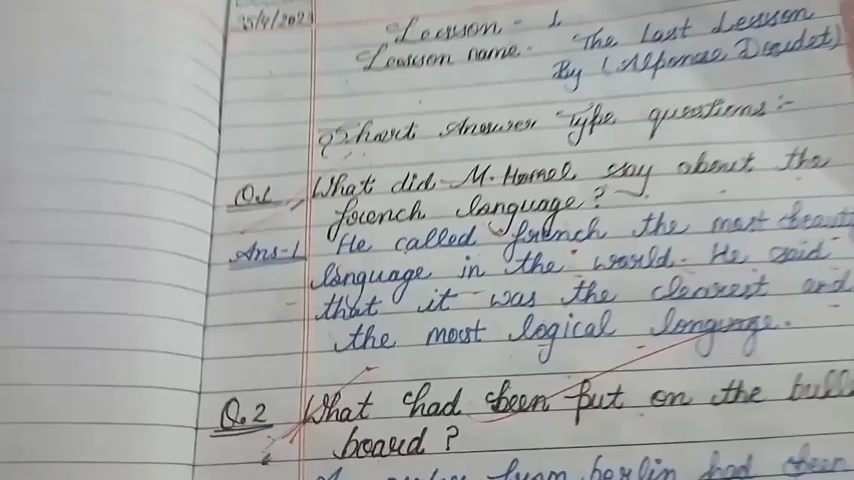 Lesson - 1
Lesson name - The Last Lesson
By (Alphonse Daudet)
Short Answer Type questions:-
Q.1 What did M. Hamel say about the
french language?
Ans-1 He called french the most beauti
language in the world. He said
that it was the clearest and
the most logical language.
Q.2 What had been put on the bull
board?
from berlin had been